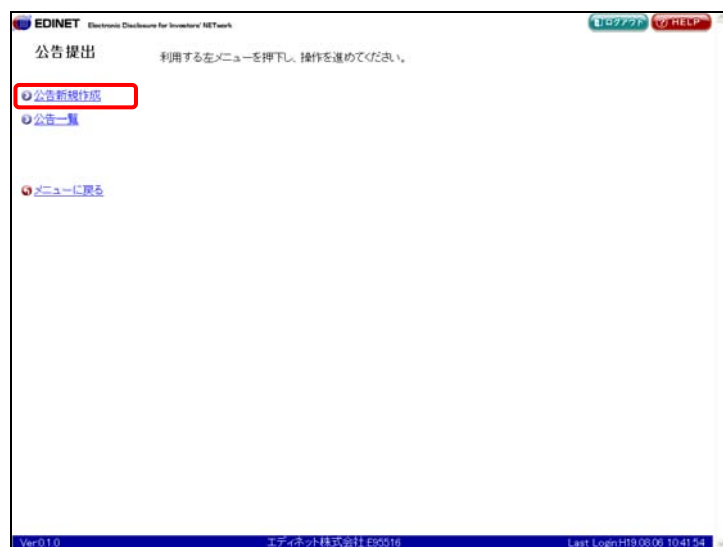 EDINET Electronic Disclosure for Investors' NETwork
ログアウト
HELP
公告提出
利用する左メニューを押下し、操作を進めてください。
公告新規作成
公告一覧
メニューに戻る
Ver0.1.0
エディネット株式会社 E95516
Last Login H19.08.06 10:41:54